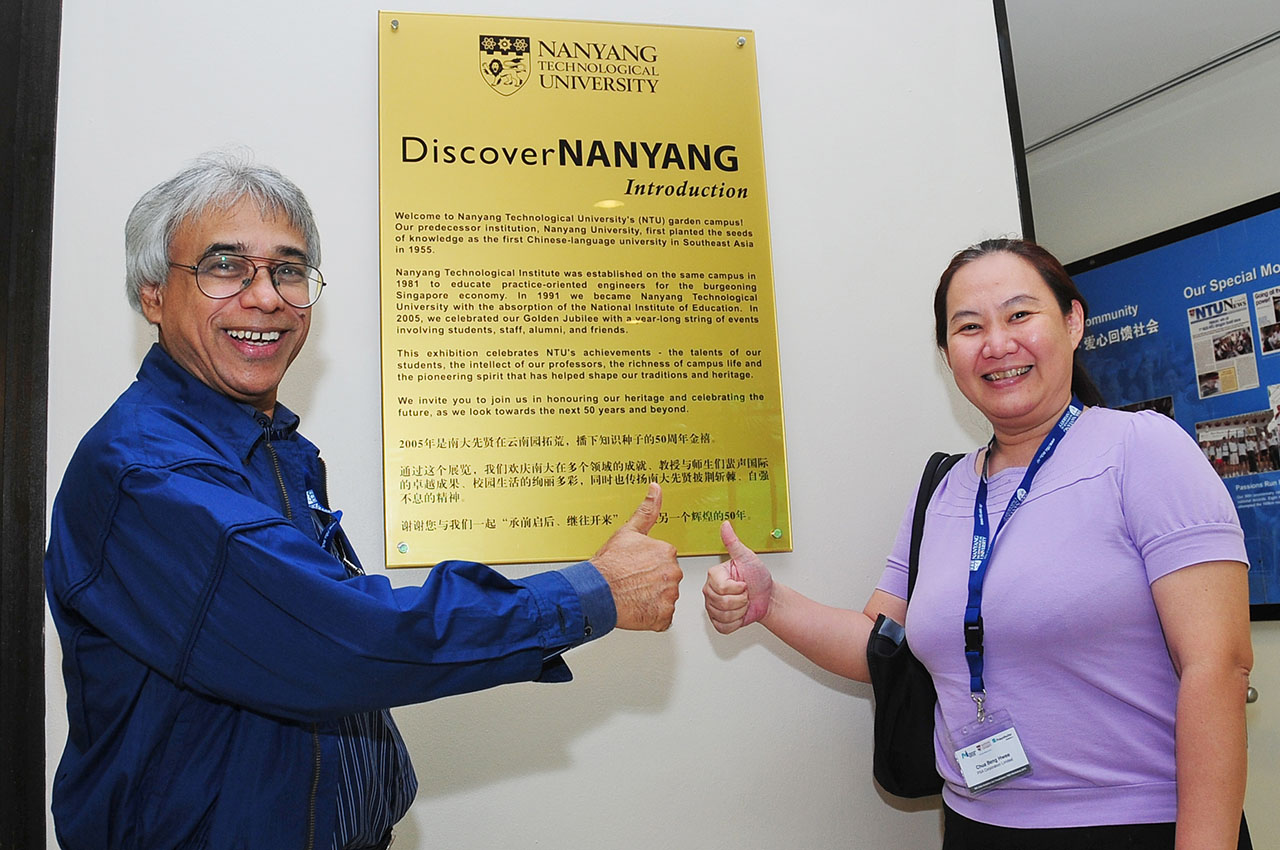 NANYANG
TECHNOLOGICAL
UNIVERSITY
DiscoverNANYANG
Introduction
Welcome to Nanyang Technological University's (NTU) garden campus!
Our predecessor institution, Nanyang University, first planted the seeds
of knowledge as the first Chinese-language university in Southeast Asia
in 1955.
Nanyang Technological Institute was established on the same campus in
1981 to educate practice-oriented engineers for the burgeoning
Singapore economy. In 1991 we became Nanyang Technological
University with the absorption of the National Institute of Education. In
2005, we celebrated our Golden Jubilee with a year-long string of events
involving students, staff, alumni, and friends.
This exhibition celebrates NTU's achievements - the talents of our
students, the intellect of our professors, the richness of campus life and
the pioneering spirit that has helped shape our traditions and heritage.
We invite you to join us in honouring our heritage and celebrating the
future, as we look towards the next 50 years and beyond.
2005年是南大先贤在云南园拓荒，播下知识种子的50周年金禧。
通过这个展览，我们欢庆南大在多个领域的成就、教授与师生们蜚声国际
的卓越成果、校园生活的绚丽多彩，同时也传扬南大先贤披荆斩棘、自强
不息的精神。
谢谢您与我们一起“承前启后、继往开来” 另一个辉煌的50年。
Our Special Mo
ommunity
爱心回馈社会
NTUNEWS
Passions Run
NANYANG
TECHNOLOGICAL
UNIVERSITY
Chua Beng Hwee
PSA Corporation Limited